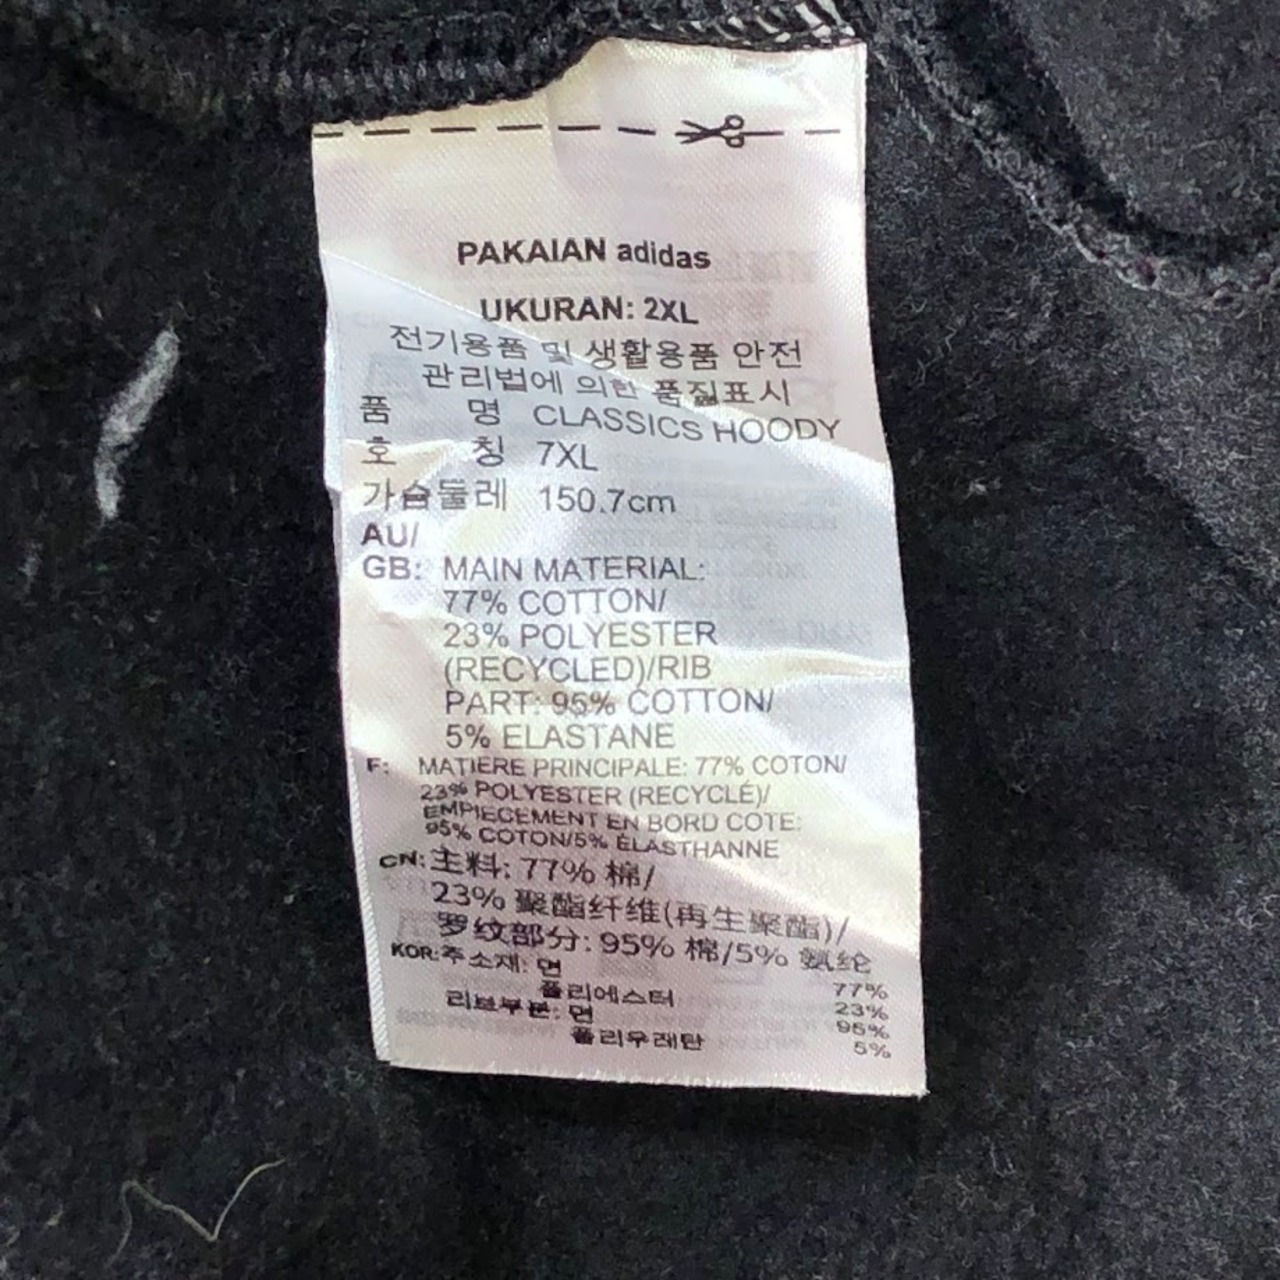 PAKAIAN adidas
UKURAN: 2XL
전기용품 및 생활용품 안전
관리법에 의한 품질표시
품 명 CLASSICS HOODY
호 칭 7XL
가슴둘레 150.7cm
AU/
GB: MAIN MATERIAL:
77% COTTON/
23% POLYESTER
(RECYCLED)/RIB
PART: 95% COTTON/
5% ELASTANE
F: MATIÈRE PRINCIPALE: 77% COTON/
23% POLYESTER (RECYCLÉ)/
EMPIECEMENT EN BORD COTE:
95% COTON/5% ÉLASTHANNE
CN: 主料: 77% 棉/
23% 聚酯纤维(再生聚酯)/
罗纹部分: 95% 棉/5% 氨纶
KOR: 주소재: 면 77%
폴리에스터 23%
리브부분: 면 95%
폴리우레탄 5%